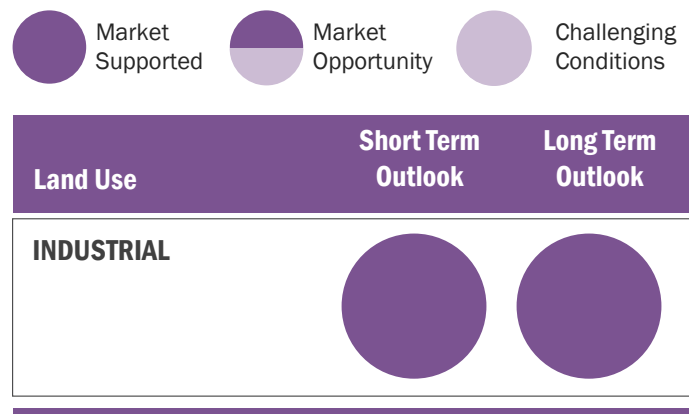 Market
Supported
Market
Opportunity
Challenging
Conditions
Land Use
Short Term
Outlook
Long Term
Outlook
INDUSTRIAL